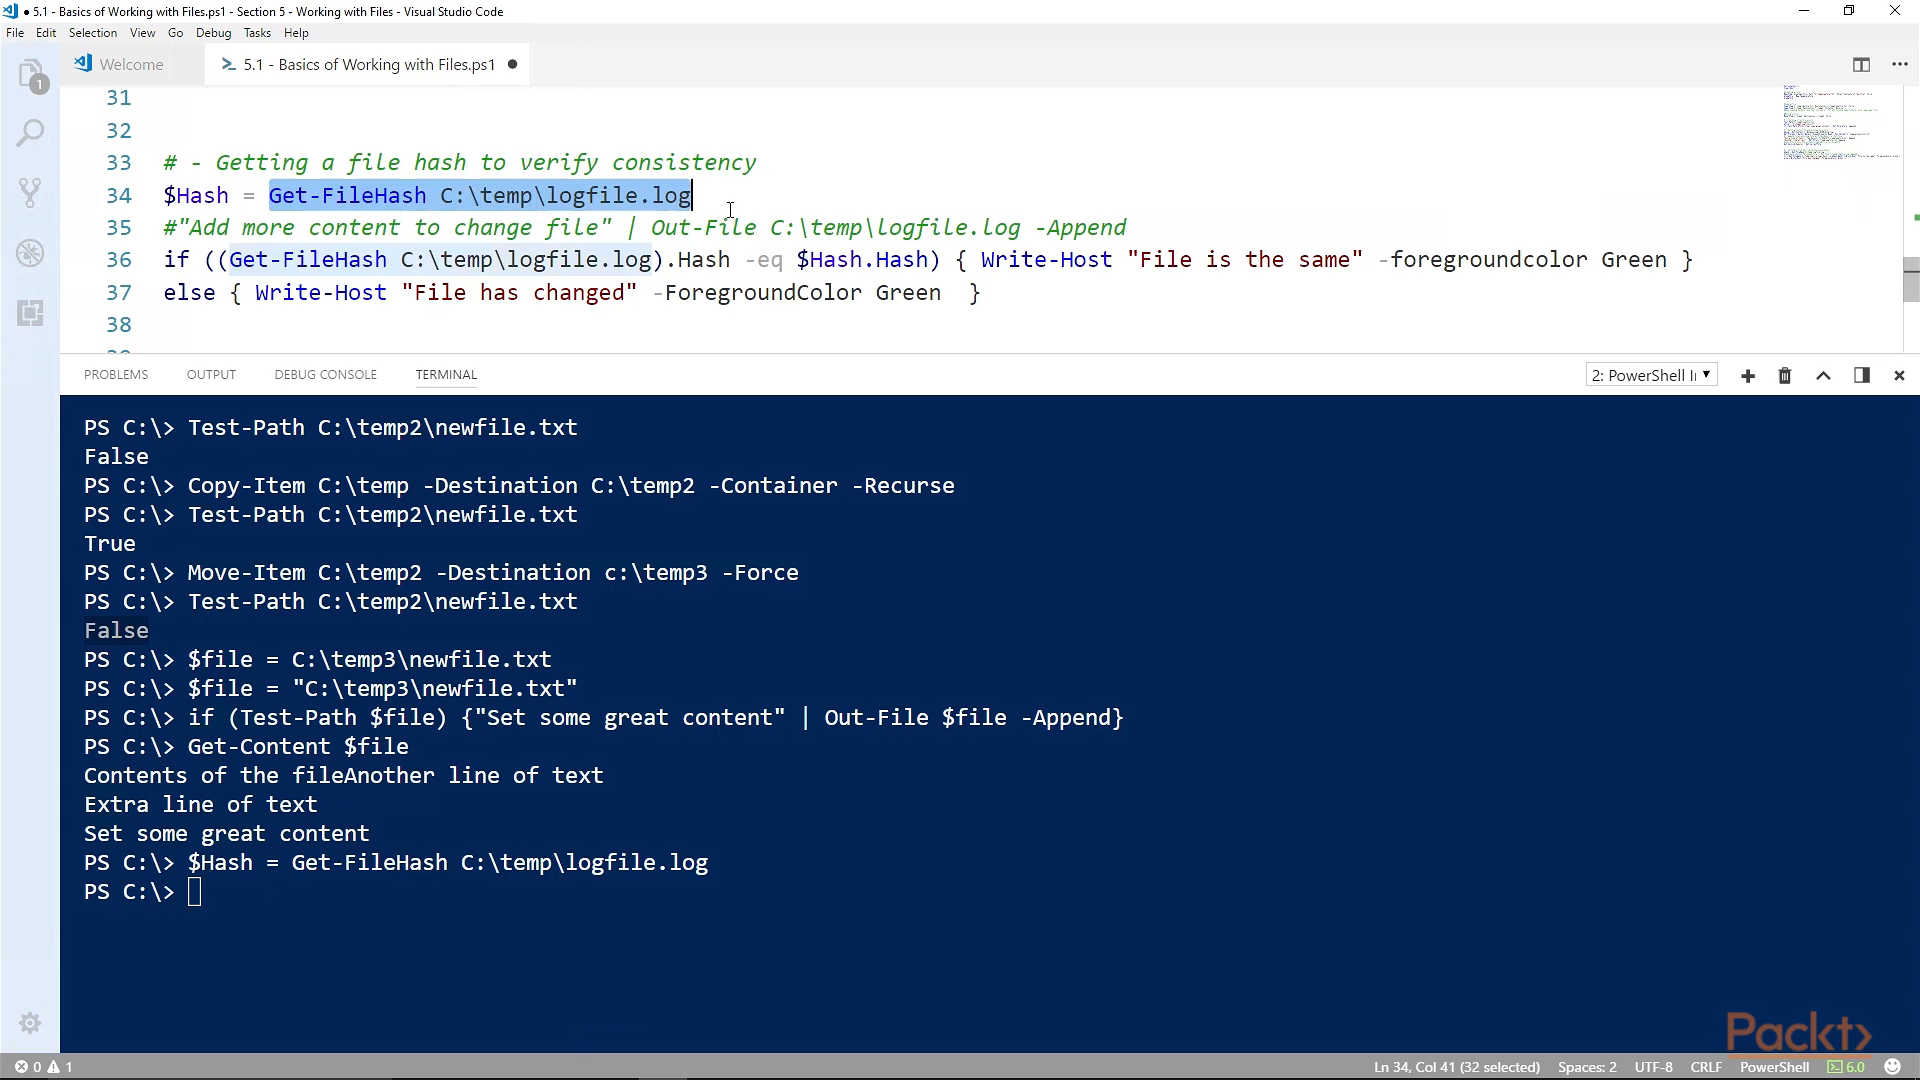 5.1 - Basics of Working with Files.ps1 - Section 5 - Working with Files - Visual Studio Code
File Edit Selection View Go Debug Tasks Help
Welcome
5.1 - Basics of Working with Files.ps1
1
31
32
33 # - Getting a file hash to verify consistency
34 $Hash = Get-FileHash C:\temp\logfile.log
35 #"Add more content to change file" | Out-File C:\temp\logfile.log -Append
36 if ((Get-FileHash C:\temp\logfile.log).Hash -eq $Hash.Hash) { Write-Host "File is the same" -foregroundcolor Green }
37 else { Write-Host "File has changed" -ForegroundColor Green  }
38
PROBLEMS OUTPUT DEBUG CONSOLE TERMINAL
2: PowerShell
PS C:\> Test-Path C:\temp2\newfile.txt
False
PS C:\> Copy-Item C:\temp -Destination C:\temp2 -Container -Recurse
PS C:\> Test-Path C:\temp2\newfile.txt
True
PS C:\> Move-Item C:\temp2 -Destination c:\temp3 -Force
PS C:\> Test-Path C:\temp2\newfile.txt
False
PS C:\> $file = C:\temp3\newfile.txt
PS C:\> $file = "C:\temp3\newfile.txt"
PS C:\> if (Test-Path $file) {"Set some great content" | Out-File $file -Append}
PS C:\> Get-Content $file
Contents of the fileAnother line of text
Extra line of text
Set some great content
PS C:\> $Hash = Get-FileHash C:\temp\logfile.log
PS C:\>
Packt
0 1 Ln 34, Col 41 (32 selected) Spaces: 2 UTF-8 CRLF PowerShell 6.0